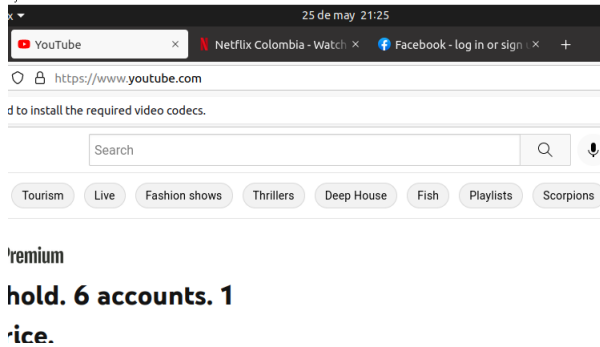 25 de may 21:25
YouTube
Netflix Colombia - Watch
Facebook - log in or sign
https://www.youtube.com
to install the required video codecs.
Search
Tourism Live Fashion shows Thrillers Deep House Fish Playlists Scorpions
Premium
hold. 6 accounts. 1
rice.